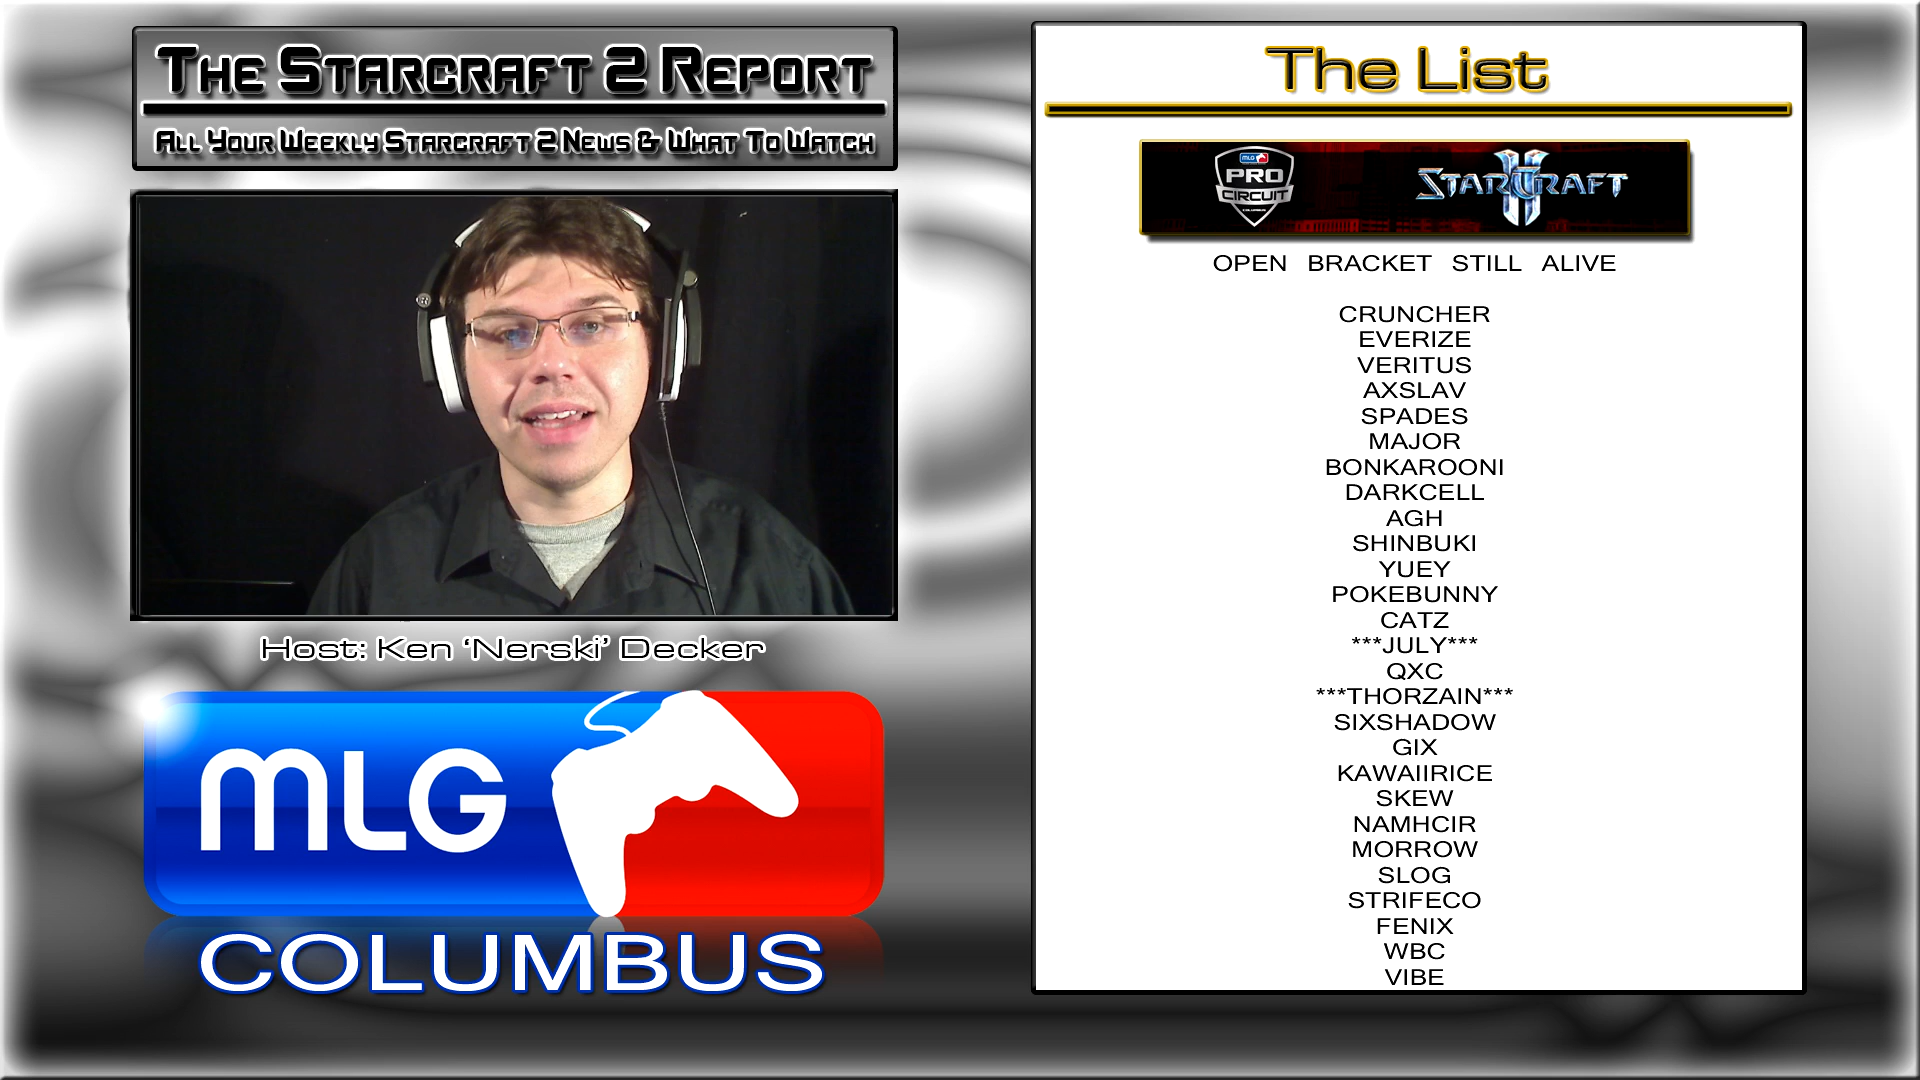 The Starcraft 2 Report
All Your Weekly Starcraft 2 News & What To Watch
Host: Ken ‘Nerski’ Decker
MLG
COLUMBUS
The List
MLG
PRO
CIRCUIT
COLUMBUS
STARCRAFT
II
OPEN BRACKET STILL ALIVE
CRUNCHER
EVERIZE
VERITUS
AXSLAV
SPADES
MAJOR
BONKAROONI
DARKCELL
AGH
SHINBUKI
YUEY
POKEBUNNY
CATZ
***JULY***
QXC
***THORZAIN***
SIXSHADOW
GIX
KAWAIIRICE
SKEW
NAMHCIR
MORROW
SLOG
STRIFECO
FENIX
WBC
VIBE